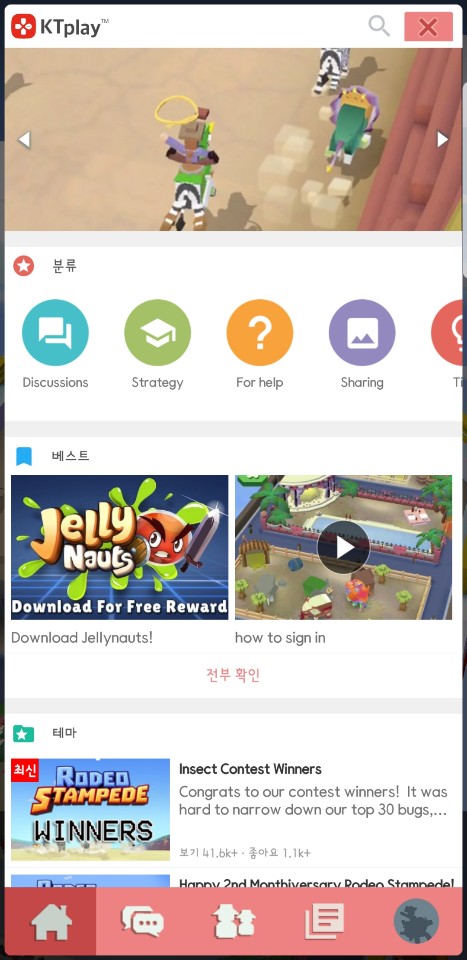 KTplay™
분류
Discussions
Strategy
For help
Sharing
Ti
베스트
Jelly
Nauts
Download For Free Reward
Download Jellynauts!
how to sign in
전부 확인
테마
최신
RODEO
STAMPEDE
WINNERS
Insect Contest Winners
Congrats to our contest winners! It was
hard to narrow down our top 30 bugs,...
보기 41.6k+ · 좋아요 1.1k+
Happy 2nd Monthiversary Rodeo Stampede!